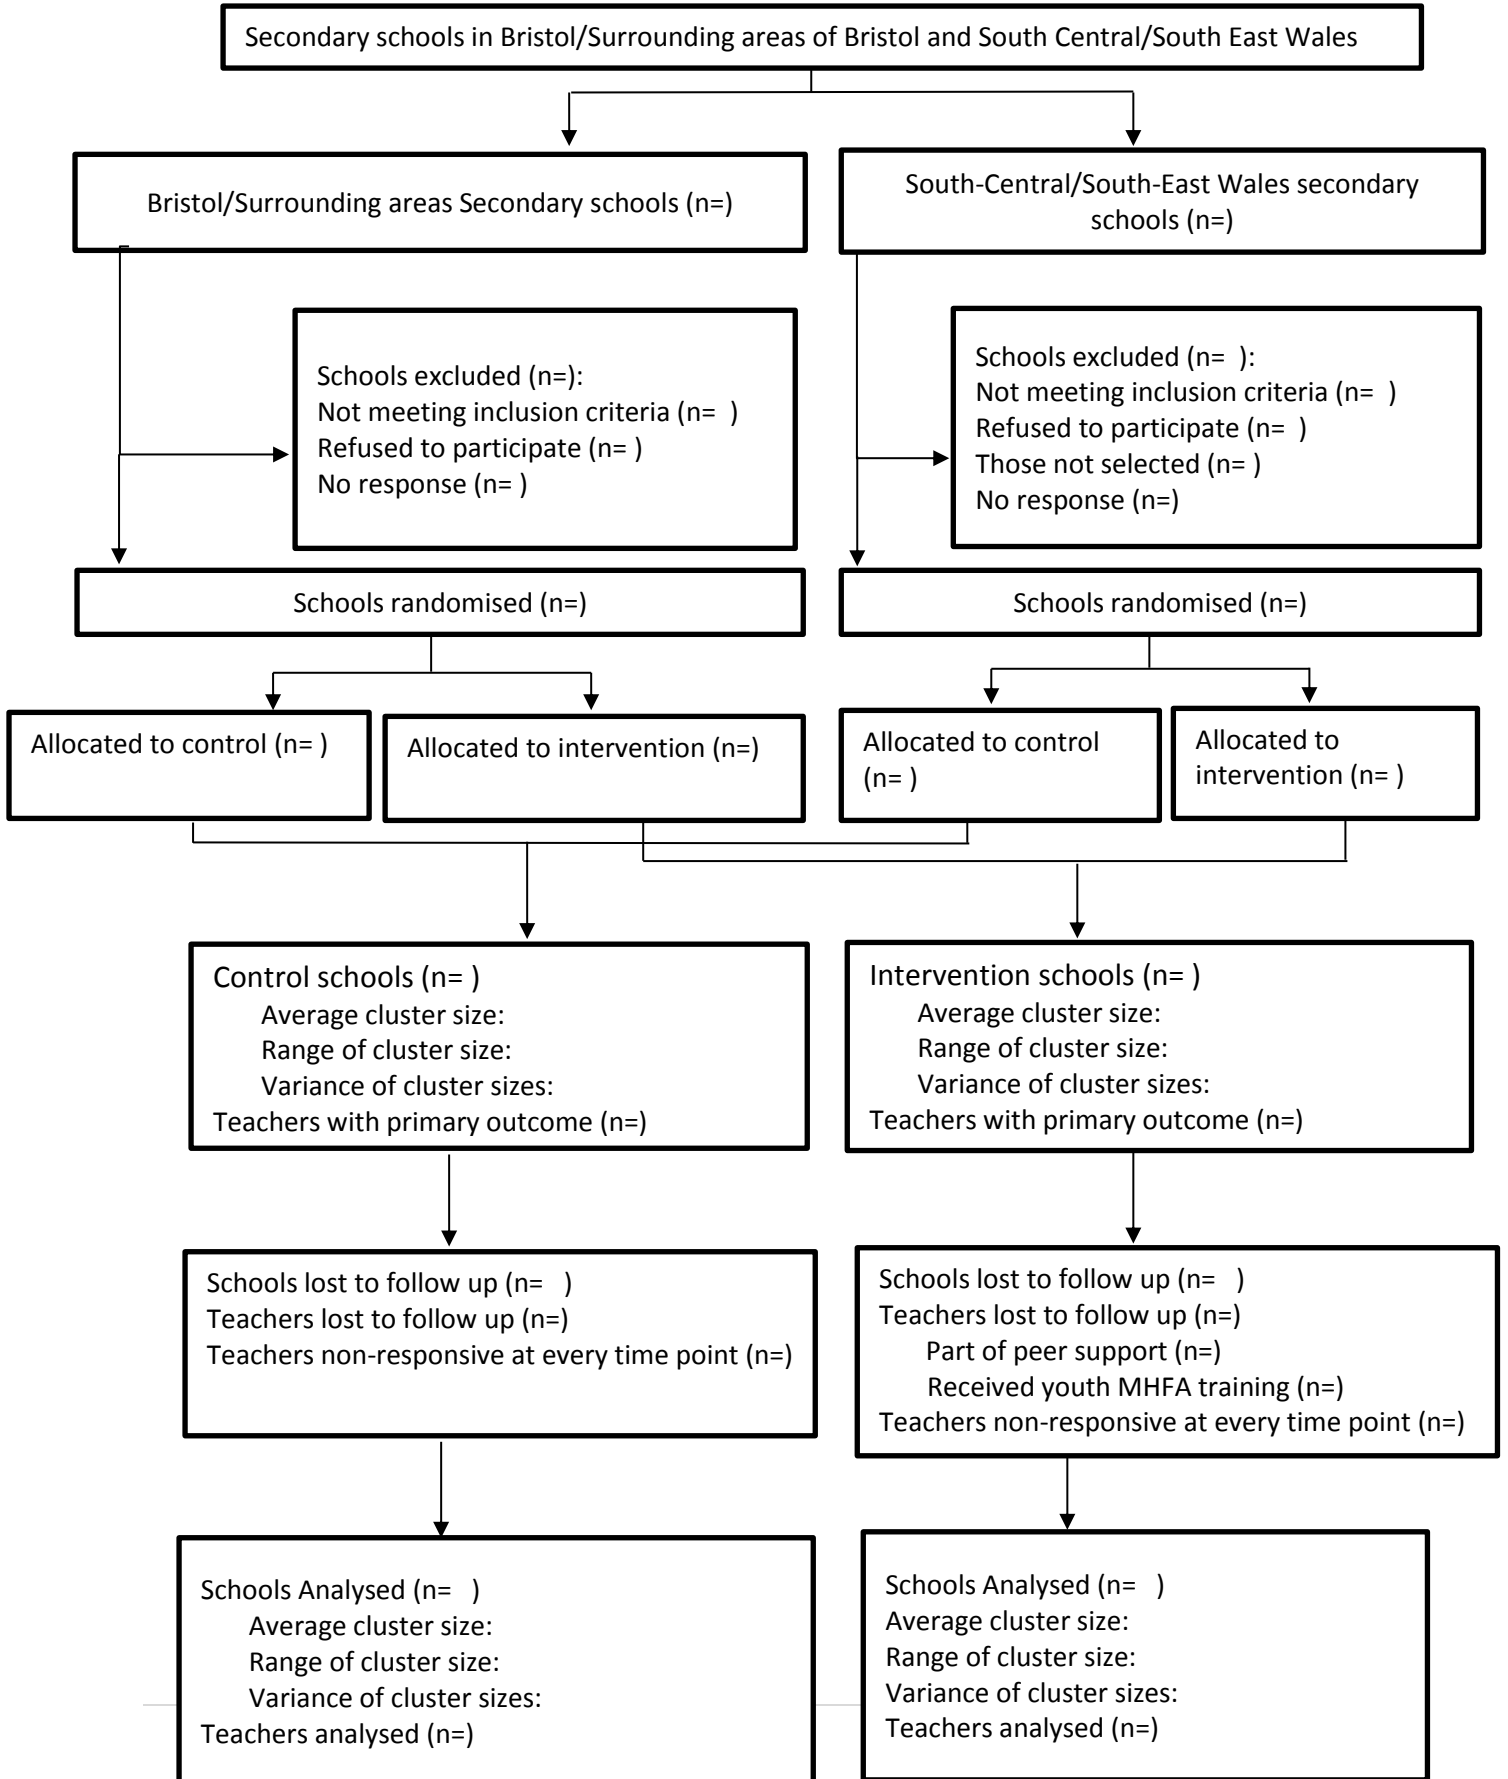 Secondary schools in Bristol/Surrounding areas of Bristol and South Central/South East Wales
Bristol/Surrounding areas Secondary schools (n=)
South-Central/South-East Wales secondary
schools (n=)
Schools excluded (n=):
Not meeting inclusion criteria (n=  )
Refused to participate (n= )
No response (n= )
Schools excluded (n=  ):
Not meeting inclusion criteria (n=  )
Refused to participate (n=  )
Those not selected (n= )
No response (n=)
Schools randomised (n=)
Schools randomised (n=)
Allocated to control (n= )
Allocated to intervention (n=)
Allocated to control
(n= )
Allocated to
intervention (n= )
Control schools (n= )
Average cluster size:
Range of cluster size:
Variance of cluster sizes:
Teachers with primary outcome (n=)
Intervention schools (n= )
Average cluster size:
Range of cluster size:
Variance of cluster sizes:
Teachers with primary outcome (n=)
Schools lost to follow up (n=   )
Teachers lost to follow up (n=)
Teachers non-responsive at every time point (n=)
Schools lost to follow up (n=   )
Teachers lost to follow up (n=)
Part of peer support (n=)
Received youth MHFA training (n=)
Teachers non-responsive at every time point (n=)
Schools Analysed (n=   )
Average cluster size:
Range of cluster size:
Variance of cluster sizes:
Teachers analysed (n=)
Schools Analysed (n=   )
Average cluster size:
Range of cluster size:
Variance of cluster sizes:
Teachers analysed (n=)